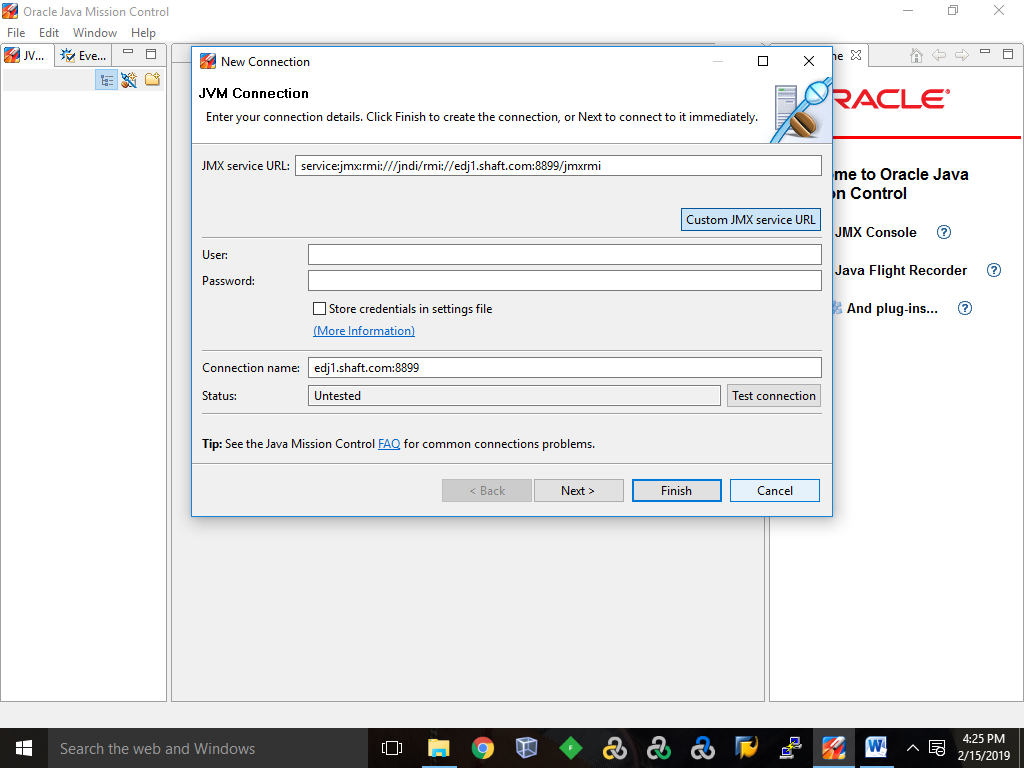 Oracle Java Mission Control
File Edit Window Help
JV... Eve...
New Connection
JVM Connection
Enter your connection details. Click Finish to create the connection, or Next to connect to it immediately.
JMX service URL: service:jmx:rmi:///jndi/rmi://edj1.shaft.com:8899/jmxrmi
Custom JMX service URL
User:
Password:
Store credentials in settings file
(More Information)
Connection name: edj1.shaft.com:8899
Status: Untested Test connection
Tip: See the Java Mission Control FAQ for common connections problems.
< Back Next > Finish Cancel
ne
RACLE®
me to Oracle Java
on Control
JMX Console ?
Java Flight Recorder ?
And plug-ins... ?
Search the web and Windows
4:25 PM
2/15/2019